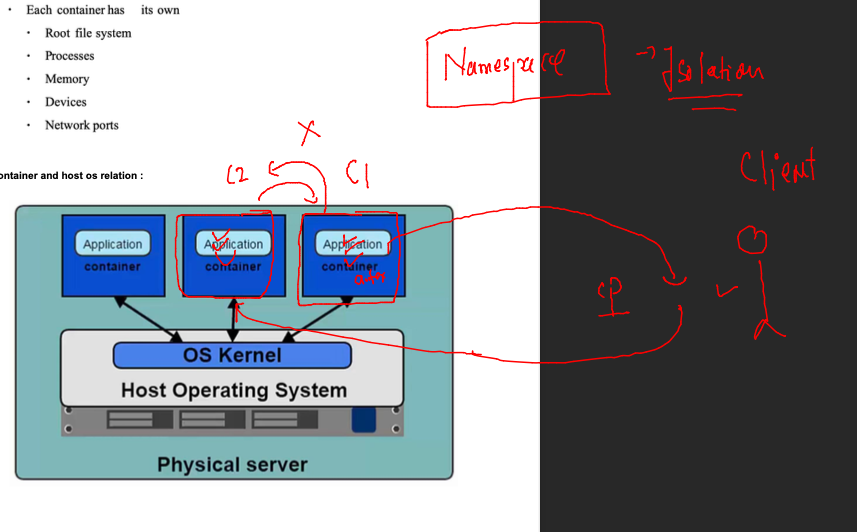 Each container has its own
Root file system
Processes
Memory
Devices
Network ports
Namespace
→ Isolation
ontainer and host os relation :
X
C2
C1
Client
Application
container
Application
container
Application
container
CP
OS Kernel
Host Operating System
Physical server